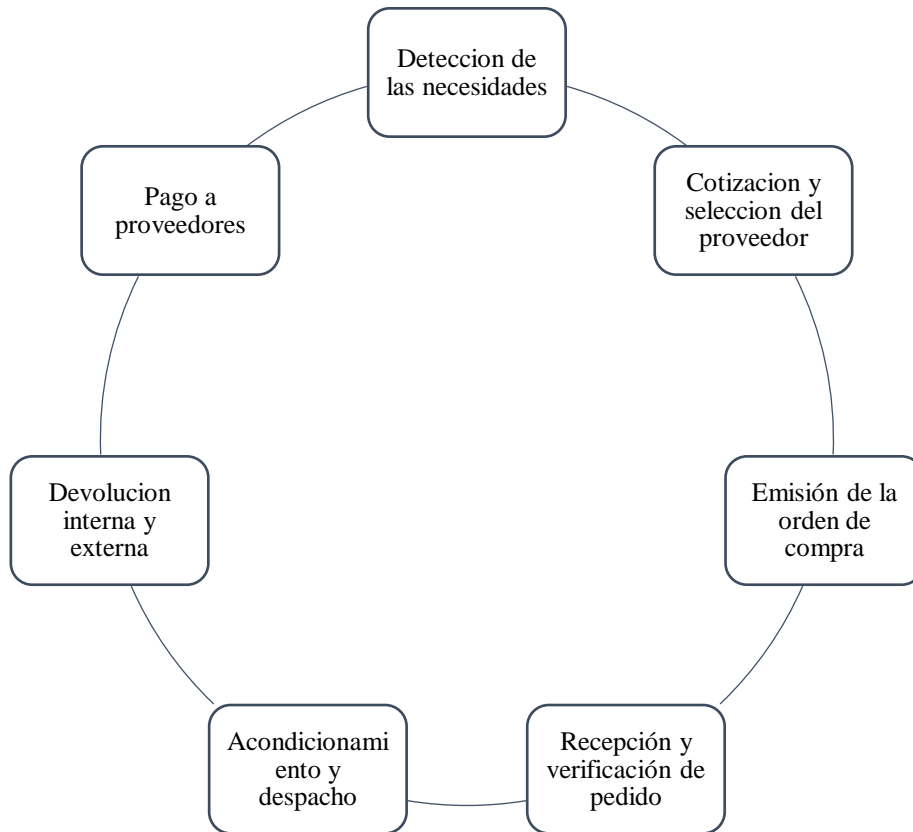 Deteccion de
las necesidades
Cotizacion y
seleccion del
proveedor
Emisión de la
orden de
compra
Recepción y
verificación de
pedido
Acondicionami
ento y
despacho
Devolucion
interna y
externa
Pago a
proveedores